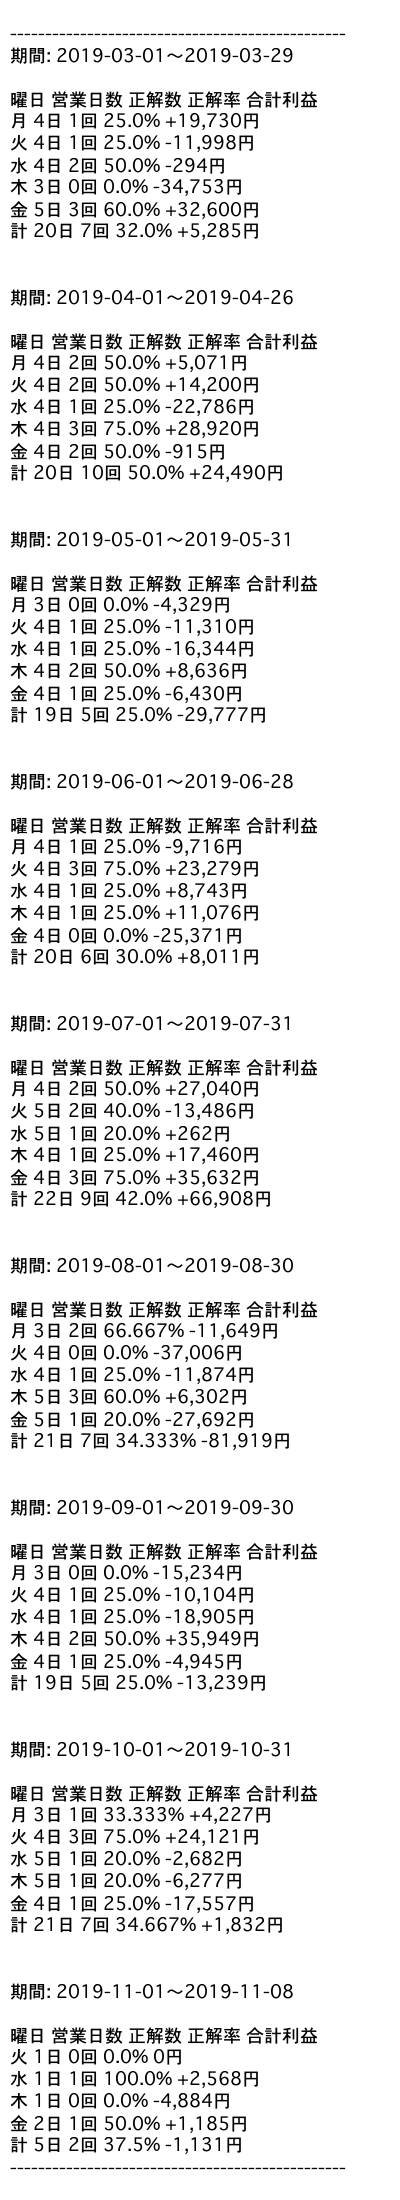 ------------------------------------------------
期間: 2019-03-01〜2019-03-29
曜日 営業日数 正解数 正解率 合計利益
月 4日 1回 25.0% +19,730円
火 4日 1回 25.0% -11,998円
水 4日 2回 50.0% -294円
木 3日 0回 0.0% -34,753円
金 5日 3回 60.0% +32,600円
計 20日 7回 32.0% +5,285円
期間: 2019-04-01〜2019-04-26
曜日 営業日数 正解数 正解率 合計利益
月 4日 2回 50.0% +5,071円
火 4日 2回 50.0% +14,200円
水 4日 1回 25.0% -22,786円
木 4日 3回 75.0% +28,920円
金 4日 2回 50.0% -915円
計 20日 10回 50.0% +24,490円
期間: 2019-05-01〜2019-05-31
曜日 営業日数 正解数 正解率 合計利益
月 3日 0回 0.0% -4,329円
火 4日 1回 25.0% -11,310円
水 4日 1回 25.0% -16,344円
木 4日 2回 50.0% +8,636円
金 4日 1回 25.0% -6,430円
計 19日 5回 25.0% -29,777円
期間: 2019-06-01〜2019-06-28
曜日 営業日数 正解数 正解率 合計利益
月 4日 1回 25.0% -9,716円
火 4日 3回 75.0% +23,279円
水 4日 1回 25.0% +8,743円
木 4日 1回 25.0% +11,076円
金 4日 0回 0.0% -25,371円
計 20日 6回 30.0% +8,011円
期間: 2019-07-01〜2019-07-31
曜日 営業日数 正解数 正解率 合計利益
月 4日 2回 50.0% +27,040円
火 5日 2回 40.0% -13,486円
水 5日 1回 20.0% +262円
木 4日 1回 25.0% +17,460円
金 4日 3回 75.0% +35,632円
計 22日 9回 42.0% +66,908円
期間: 2019-08-01〜2019-08-30
曜日 営業日数 正解数 正解率 合計利益
月 3日 2回 66.667% -11,649円
火 4日 0回 0.0% -37,006円
水 4日 1回 25.0% -11,874円
木 5日 3回 60.0% +6,302円
金 5日 1回 20.0% -27,692円
計 21日 7回 34.333% -81,919円
期間: 2019-09-01〜2019-09-30
曜日 営業日数 正解数 正解率 合計利益
月 3日 0回 0.0% -15,234円
火 4日 1回 25.0% -10,104円
水 4日 1回 25.0% -18,905円
木 4日 2回 50.0% +35,949円
金 4日 1回 25.0% -4,945円
計 19日 5回 25.0% -13,239円
期間: 2019-10-01〜2019-10-31
曜日 営業日数 正解数 正解率 合計利益
月 3日 1回 33.333% +4,227円
火 4日 3回 75.0% +24,121円
水 5日 1回 20.0% -2,682円
木 5日 1回 20.0% -6,277円
金 4日 1回 25.0% -17,557円
計 21日 7回 34.667% +1,832円
期間: 2019-11-01〜2019-11-08
曜日 営業日数 正解数 正解率 合計利益
火 1日 0回 0.0% 0円
水 1日 1回 100.0% +2,568円
木 1日 0回 0.0% -4,884円
金 2日 1回 50.0% +1,185円
計 5日 2回 37.5% -1,131円
------------------------------------------------